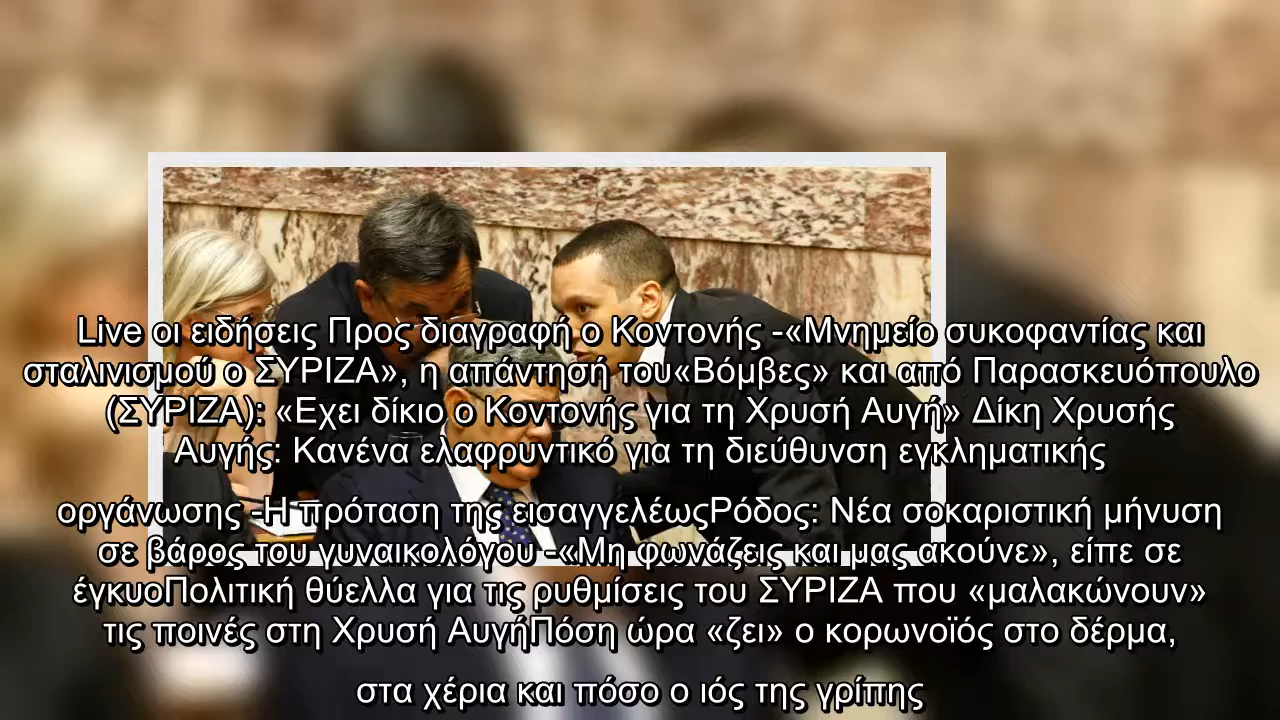 Live οι ειδήσεις Προς διαγραφή ο Κοντονής -«Μνημείο συκοφαντίας και
σταλινισμού ο ΣΥΡΙΖΑ», η απάντησή του«Βόμβες» και από Παρασκευόπουλο
(ΣΥΡΙΖΑ): «Εχει δίκιο ο Κοντονής για τη Χρυσή Αυγή» Δίκη Χρυσής
Αυγής: Κανένα ελαφρυντικό για τη διεύθυνση εγκληματικής
οργάνωσης -Η πρόταση της εισαγγελέωςΡόδος: Νέα σοκαριστική μήνυση
σε βάρος του γυναικολόγου -«Μη φωνάζεις και μας ακούνε», είπε σε
έγκυοΠολιτική θύελλα για τις ρυθμίσεις του ΣΥΡΙΖΑ που «μαλακώνουν»
τις ποινές στη Χρυσή ΑυγήΠόση ώρα «ζει» ο κορωνοϊός στο δέρμα,
στα χέρια και πόσο ο ιός της γρίπης